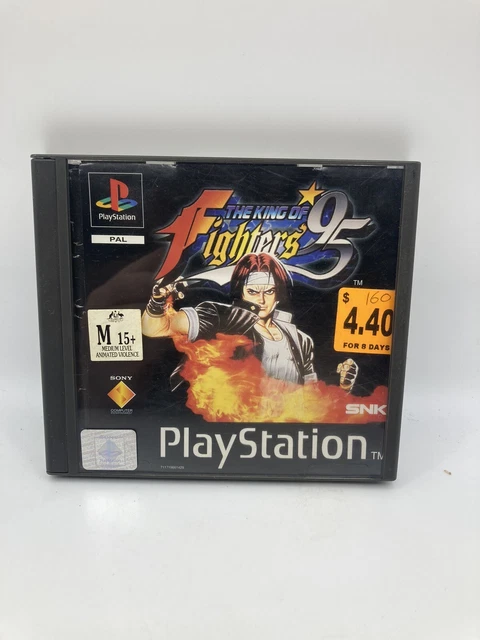 PlayStation
PAL
THE KING OF
Fighters '95
TM
$ 160
4,40
FOR 8 DAYS
M 15+
MEDIUM LEVEL
ANIMATED VIOLENCE
SONY
COMPUTER
SNK
PlayStation
TM